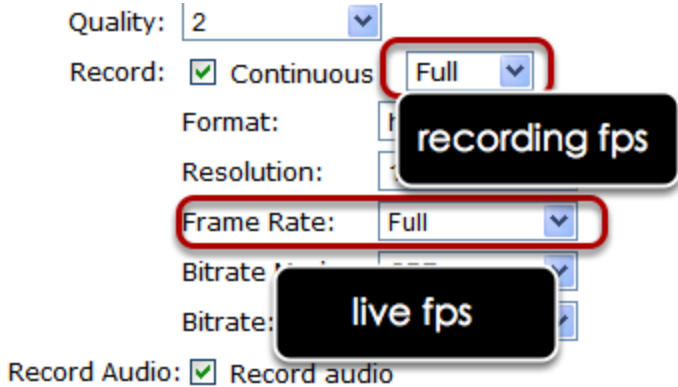 Quality: 2
Record: Continuous Full
Format:
recording fps
Resolution:
Frame Rate: Full
Bitrate
live fps
Bitrate:
Record Audio: Record audio